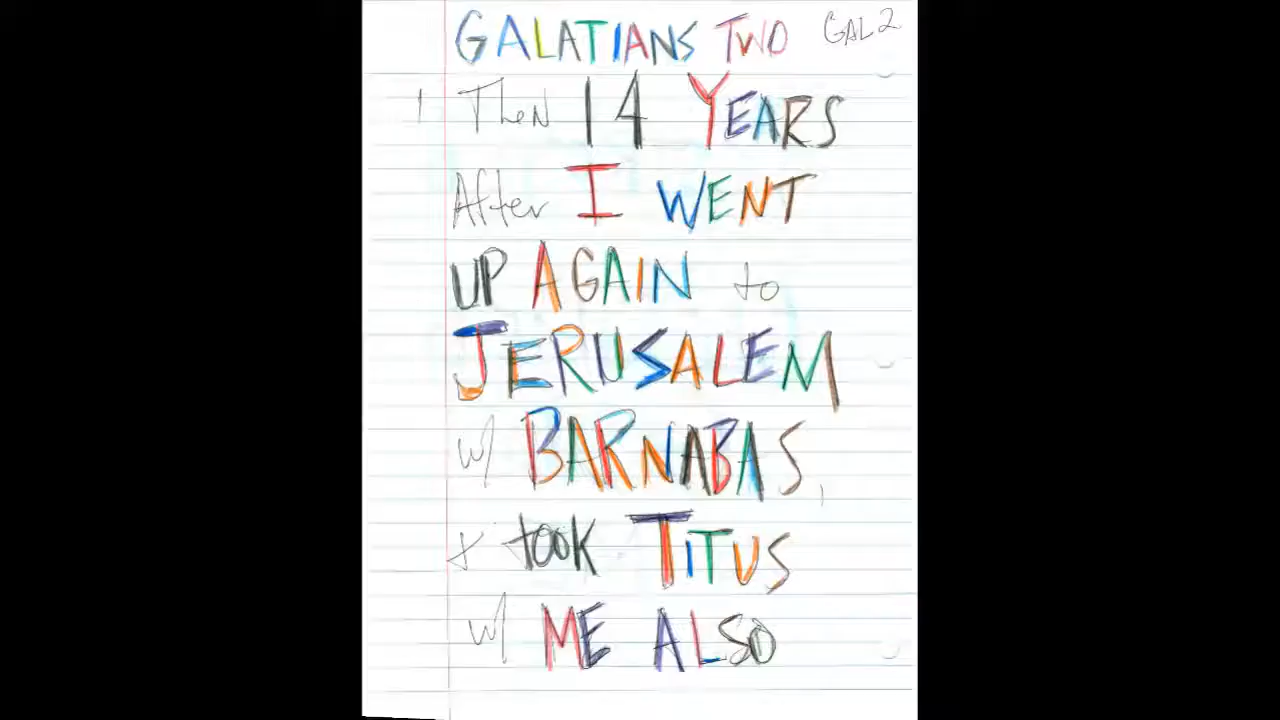 GALATIANS TWO GAL 2
1 Then 14 YEARS
After I WENT
UP AGAIN to
JERUSALEM
w/ BARNABAS,
+ took TITUS
w/ ME ALSO